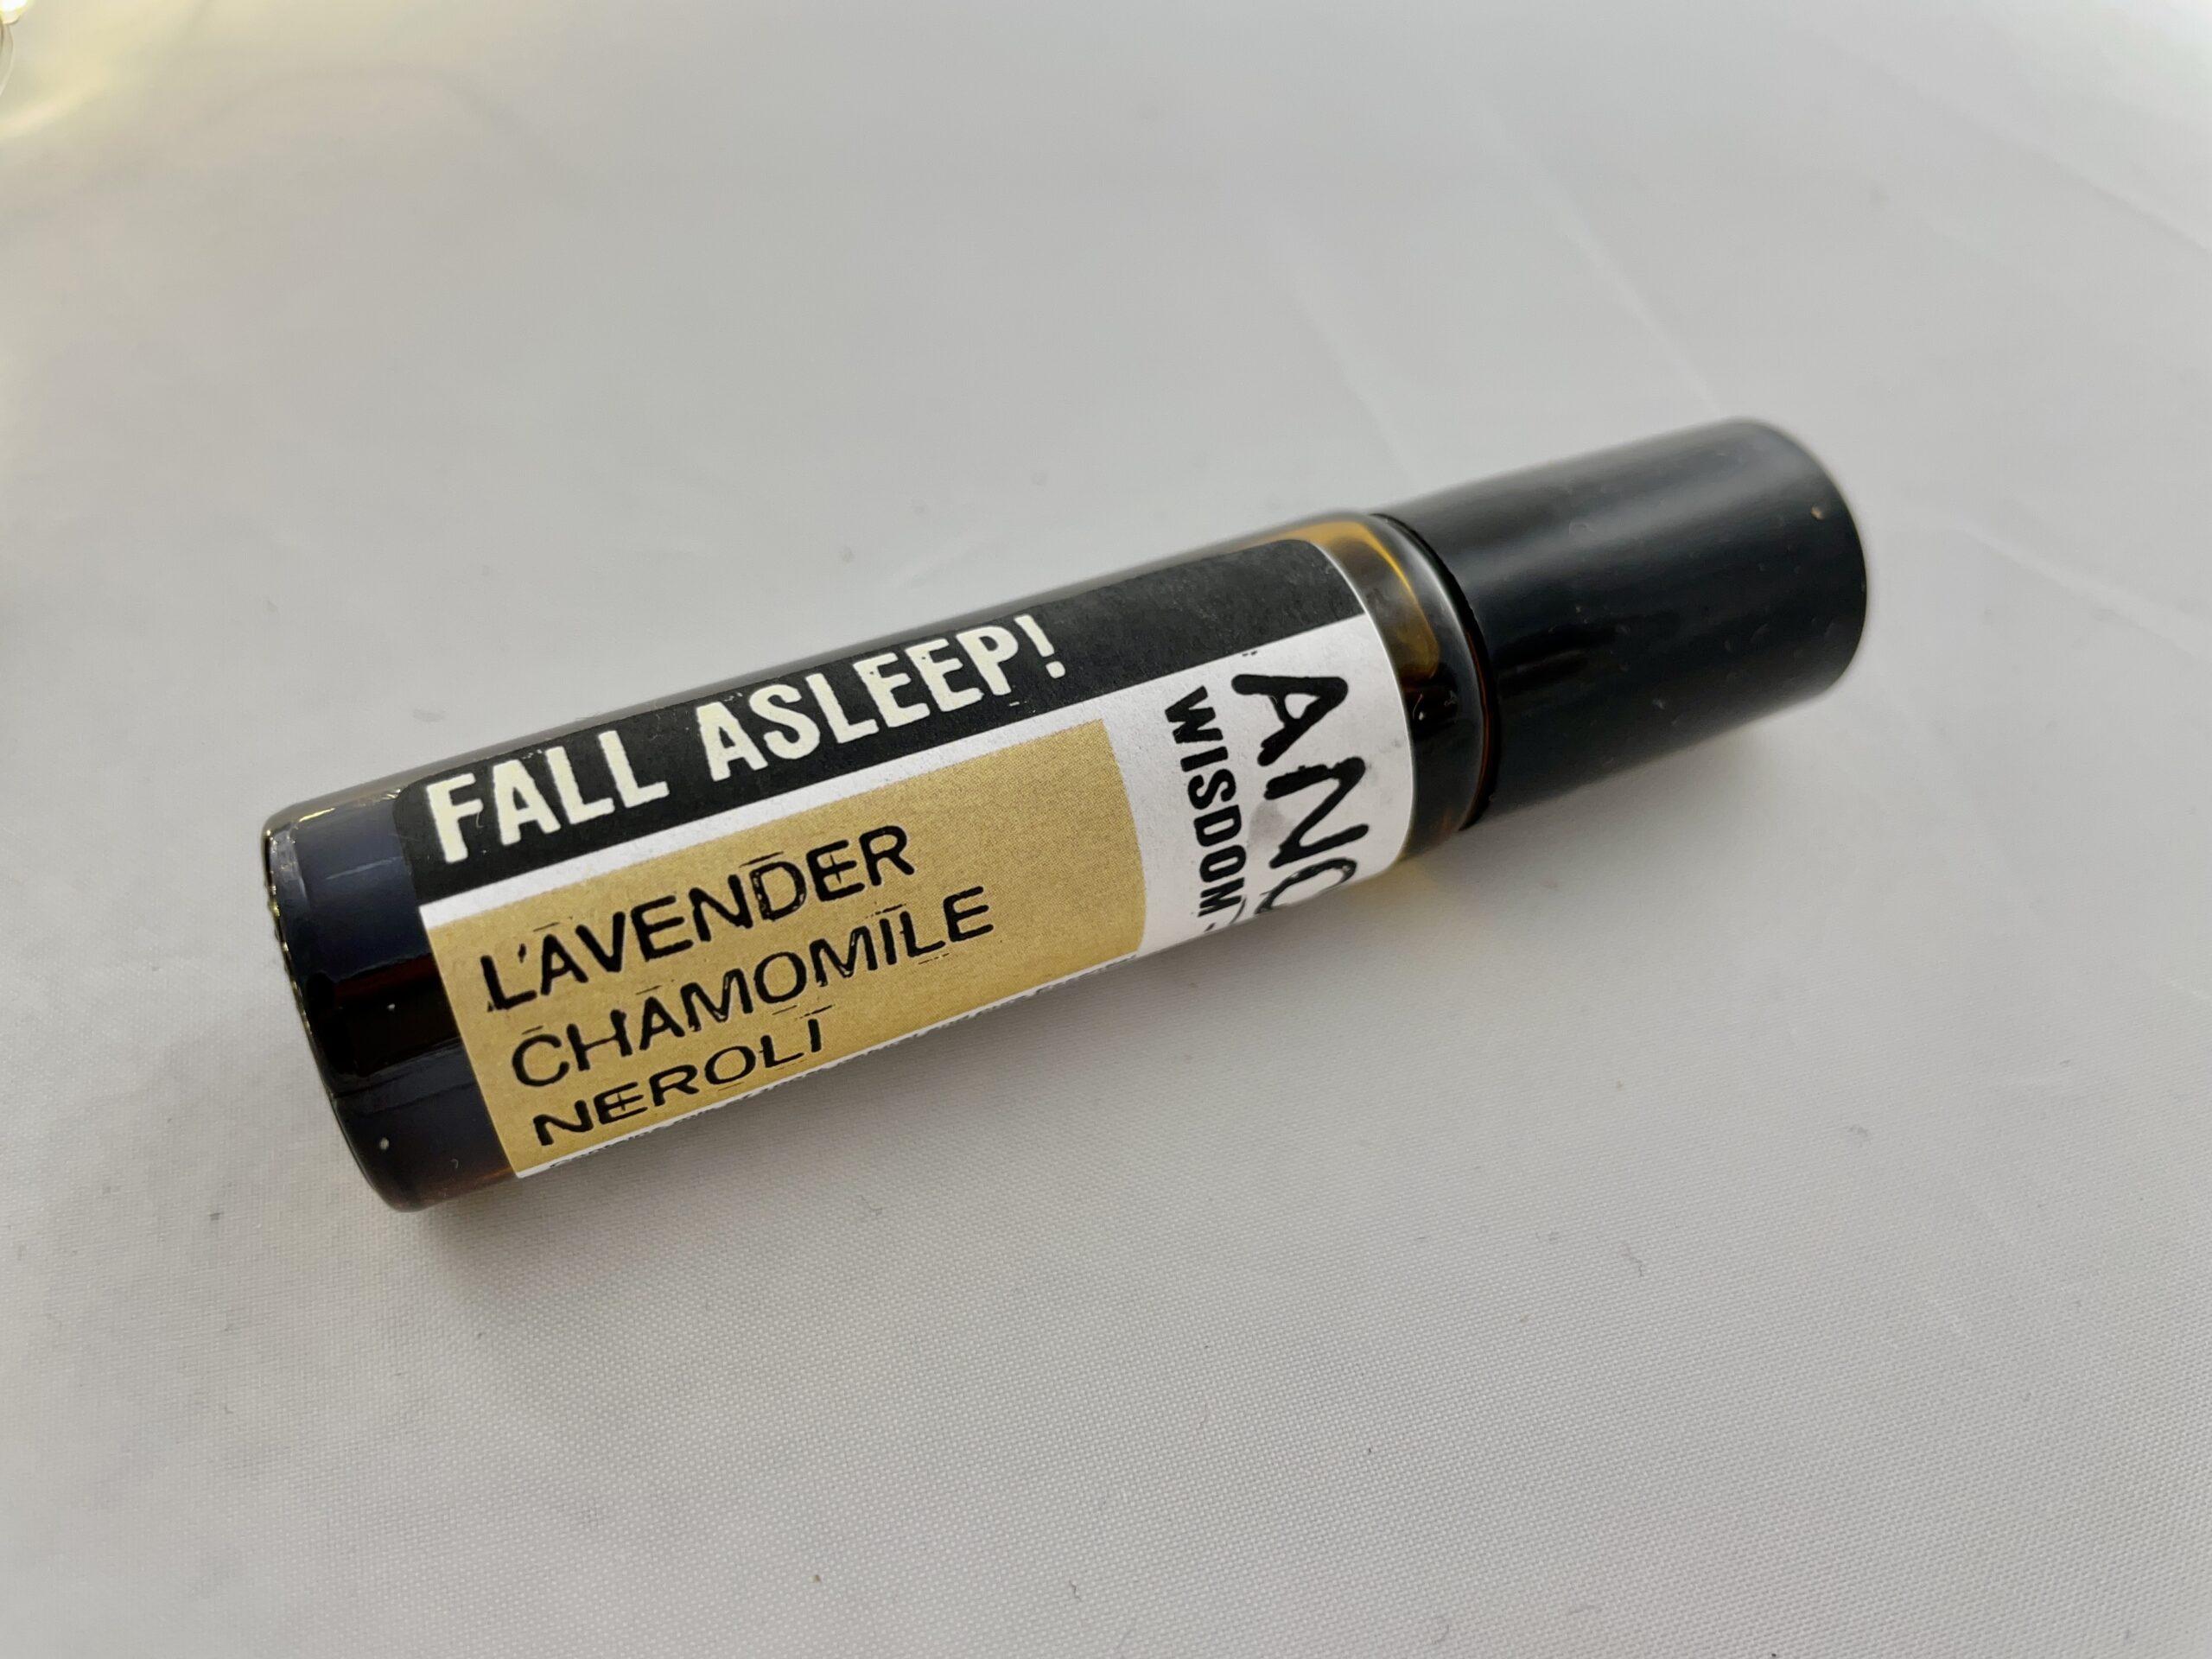 FALL ASLEEP!
LAVENDER
CHAMOMILE
NEROLI
WISDOM